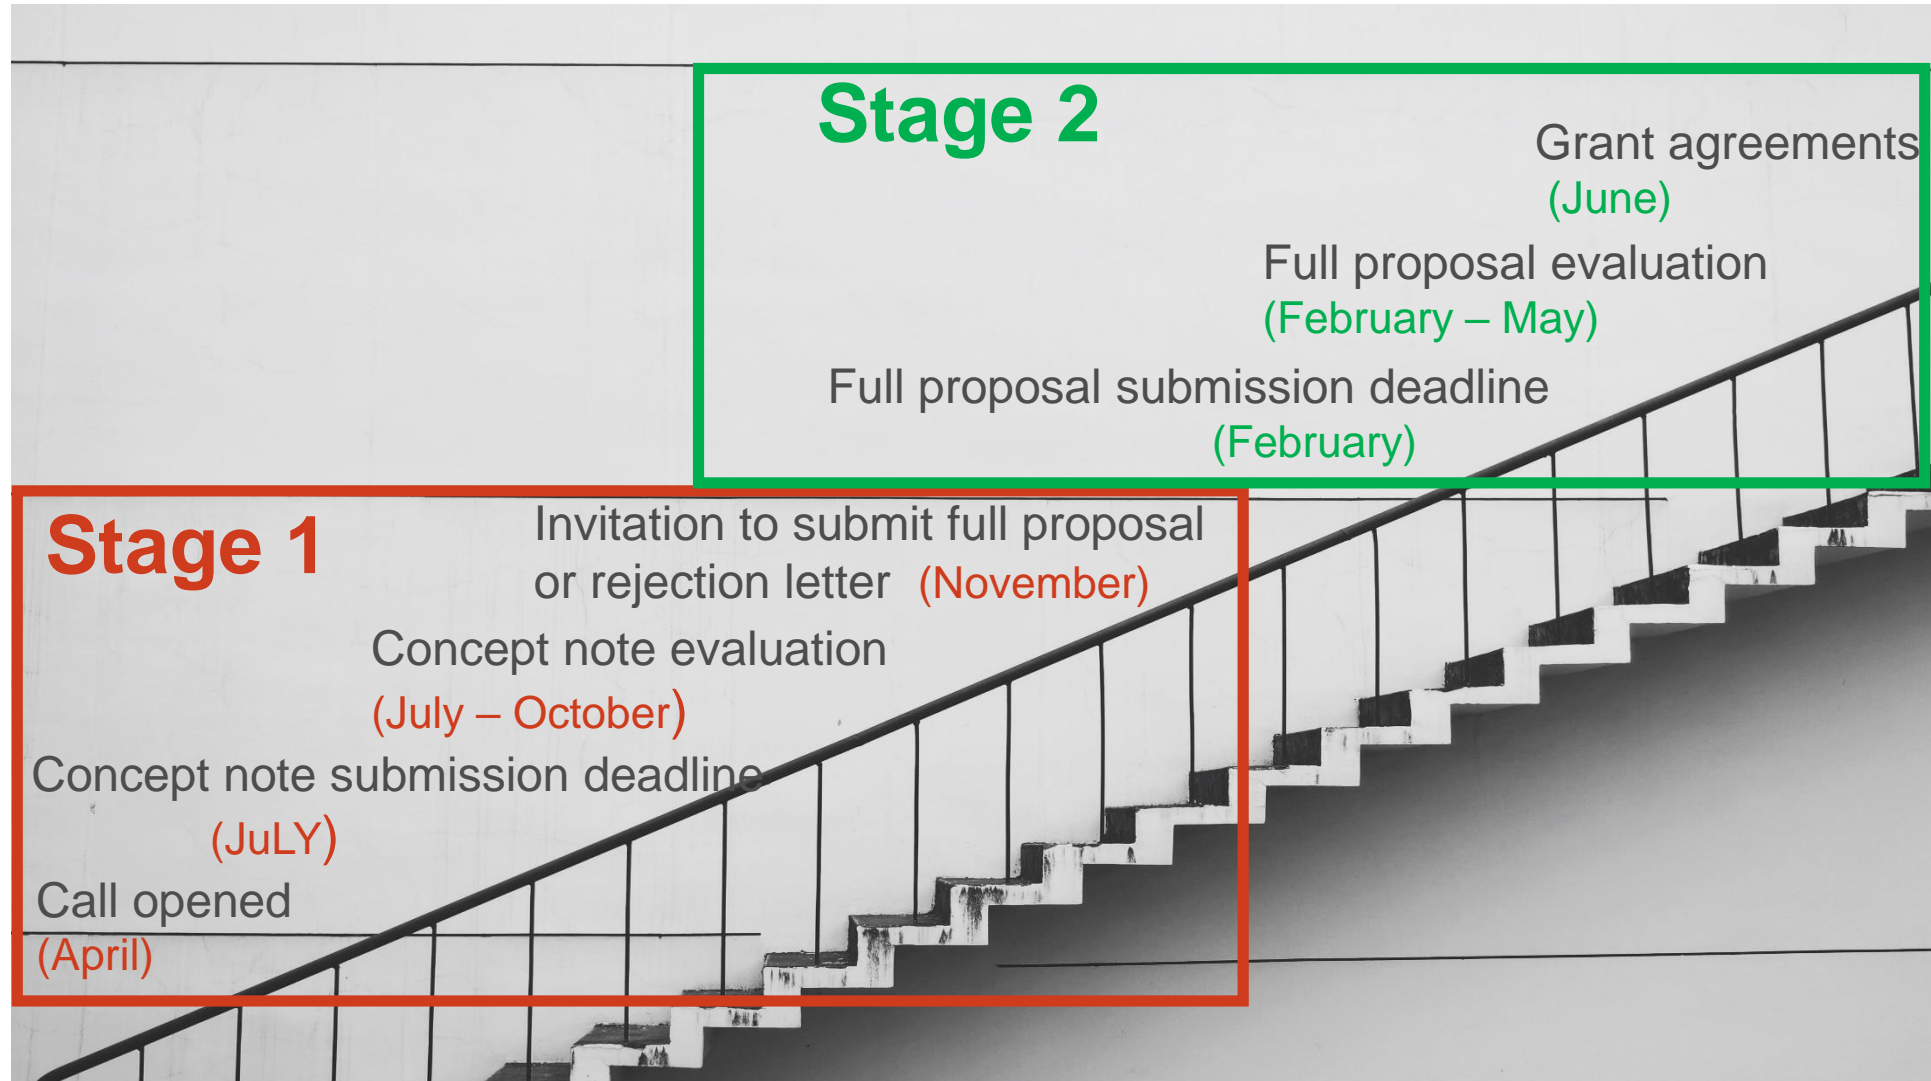 Stage 2
Grant agreements
(June)
Full proposal evaluation
(February – May)
Full proposal submission deadline
(February)
Stage 1
Invitation to submit full proposal
or rejection letter (November)
Concept note evaluation
(July – October)
Concept note submission deadline
(JuLY)
Call opened
(April)